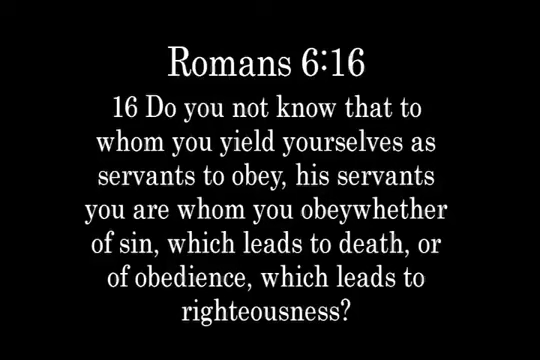 Romans 6:16
16 Do you not know that to
whom you yield yourselves as
servants to obey, his servants
you are whom you obeywhether
of sin, which leads to death, or
of obedience, which leads to
righteousness?